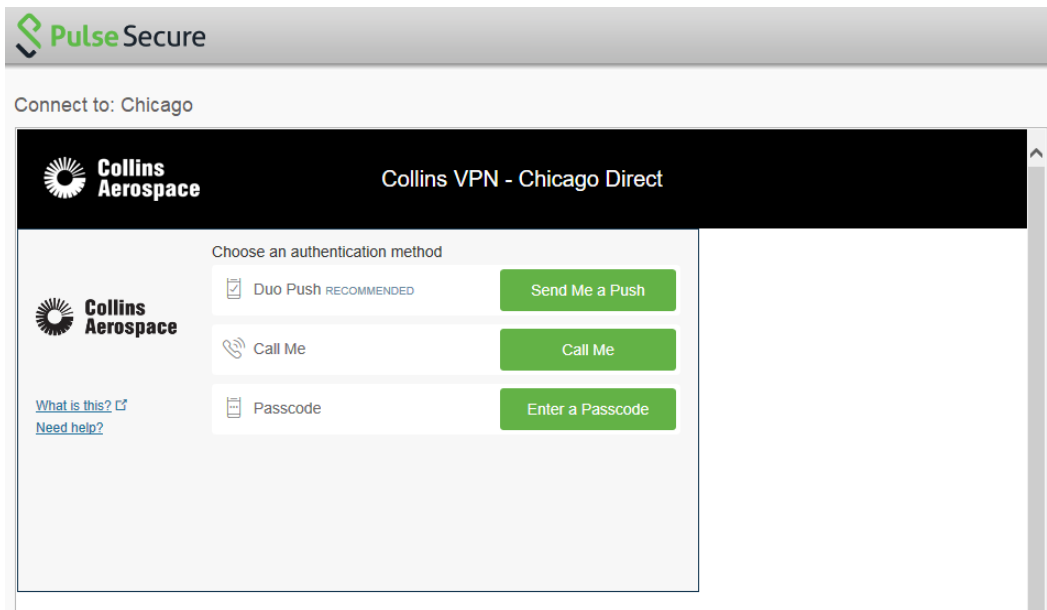 Pulse Secure
Connect to: Chicago
Collins
Aerospace
Collins VPN - Chicago Direct
Choose an authentication method
Duo Push RECOMMENDED
Send Me a Push
Collins
Aerospace
Call Me
Call Me
What is this?
Need help?
Passcode
Enter a Passcode